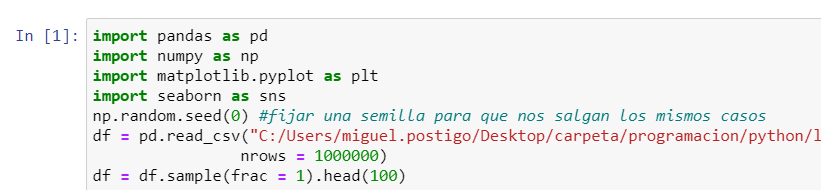 In [1]: import pandas as pd
import numpy as np
import matplotlib.pyplot as plt
import seaborn as sns
np.random.seed(0) #fijar una semilla para que nos salgan los mismos casos
df = pd.read_csv("C:/Users/miguel.postigo/Desktop/carpeta/programacion/python/l
nrows = 1000000)
df = df.sample(frac = 1).head(100)